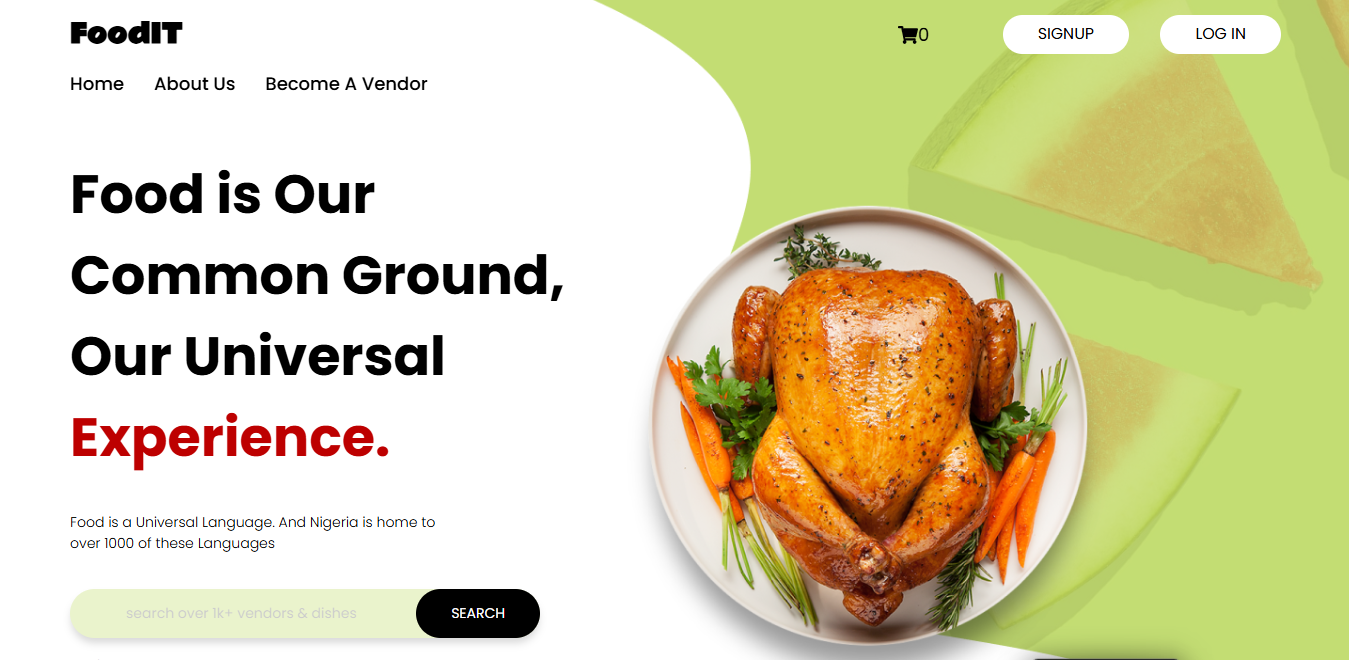 FoodIT
0
SIGNUP
LOG IN
Home
About Us
Become A Vendor
Food is Our
Common Ground,
Our Universal
Experience.
Food is a Universal Language. And Nigeria is home to
over 1000 of these Languages
search over 1k+ vendors & dishes
SEARCH